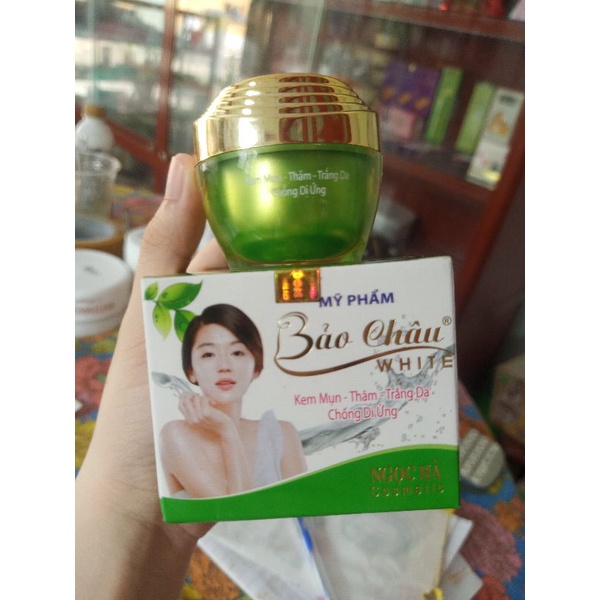 Kem Mụn - Thâm - Trắng Da
Chống Dị Ứng
MỸ PHẨM
Bảo Châu®
WHITE
Kem Mụn - Thâm - Trắng Da
Chống Dị Ứng
NGỌC HÀ
Cosmetic